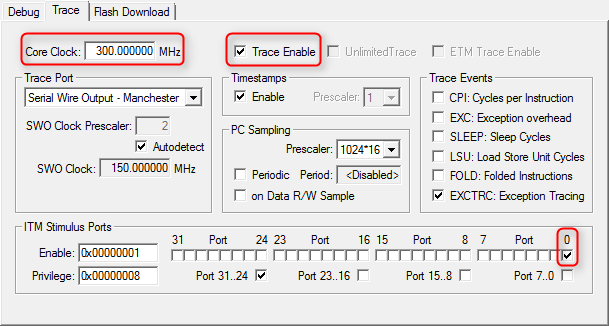 Debug Trace Flash Download
Core Clock: 300.000000 MHz Trace Enable UnlimitedTrace ETM Trace Enable
Trace Port
Serial Wire Output - Manchester
SWO Clock Prescaler: 2
Autodetect
SWO Clock: 150.000000 MHz
Timestamps
Enable Prescaler: 1
PC Sampling
Prescaler: 1024*16
Periodic Period: <Disabled>
on Data R/W Sample
Trace Events
CPI: Cycles per Instruction
EXC: Exception overhead
SLEEP: Sleep Cycles
LSU: Load Store Unit Cycles
FOLD: Folded Instructions
EXCTRC: Exception Tracing
ITM Stimulus Ports
31 Port 24 23 Port 16 15 Port 8 7 Port 0
Enable: 0x00000001
Privilege: 0x00000008 Port 31..24 Port 23..16 Port 15..8 Port 7..0